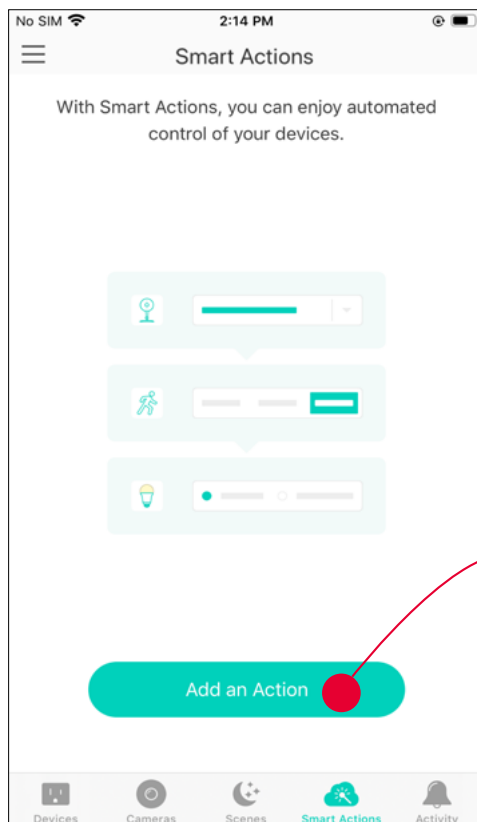 No SIM 2:14 PM
Smart Actions
With Smart Actions, you can enjoy automated
control of your devices.
Add an Action
Devices Cameras Scenes Smart Actions Activity